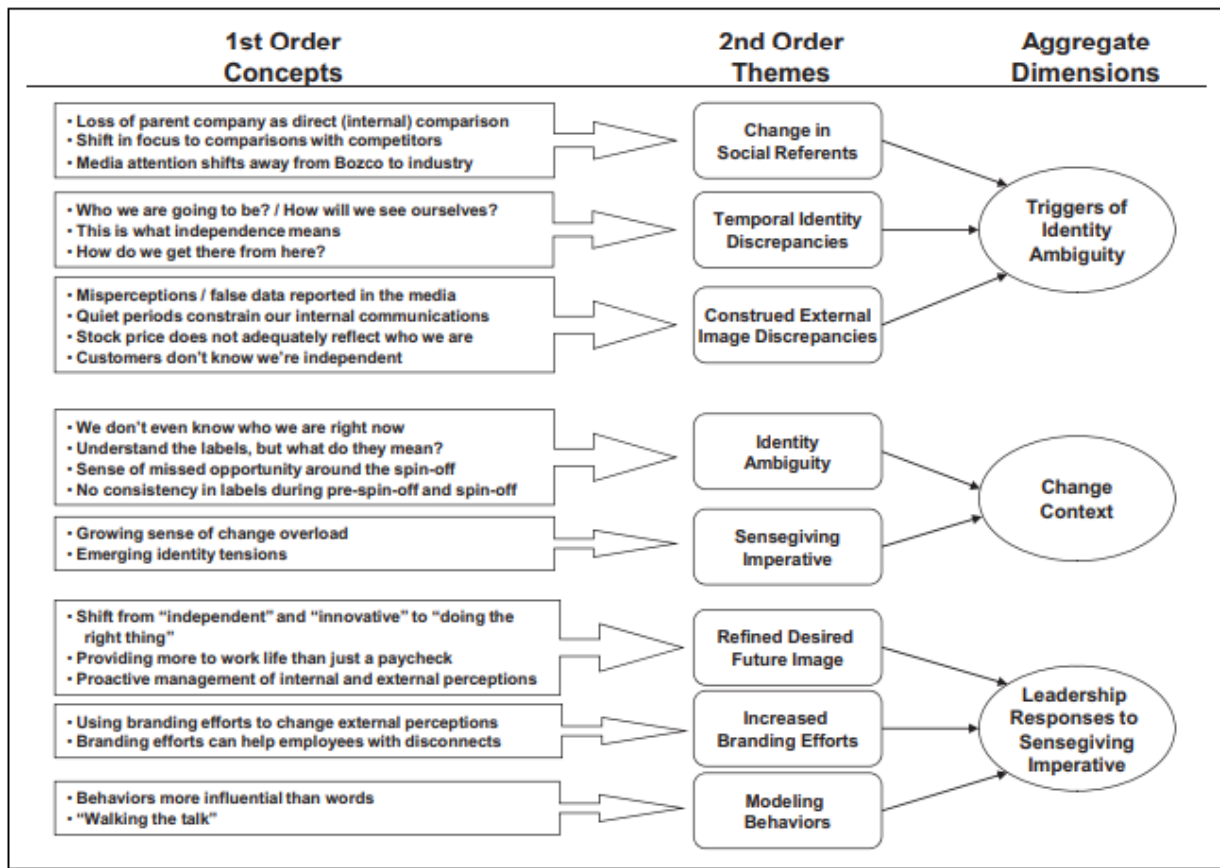 1st Order
Concepts
2nd Order
Themes
Aggregate
Dimensions
• Loss of parent company as direct (internal) comparison
• Shift in focus to comparisons with competitors
• Media attention shifts away from Bozco to industry
Change in
Social Referents
• Who we are going to be? / How will we see ourselves?
• This is what independence means
• How do we get there from here?
Temporal Identity
Discrepancies
Triggers of
Identity
Ambiguity
• Misperceptions / false data reported in the media
• Quiet periods constrain our internal communications
• Stock price does not adequately reflect who we are
• Customers don't know we're independent
Construed External
Image Discrepancies
• We don't even know who we are right now
• Understand the labels, but what do they mean?
• Sense of missed opportunity around the spin-off
• No consistency in labels during pre-spin-off and spin-off
Identity
Ambiguity
Change
Context
• Growing sense of change overload
• Emerging identity tensions
Sensegiving
Imperative
• Shift from “independent” and “innovative” to “doing the
right thing”
• Providing more to work life than just a paycheck
• Proactive management of internal and external perceptions
Refined Desired
Future Image
• Using branding efforts to change external perceptions
• Branding efforts can help employees with disconnects
Increased
Branding Efforts
Leadership
Responses to
Sensegiving
Imperative
• Behaviors more influential than words
• “Walking the talk”
Modeling
Behaviors